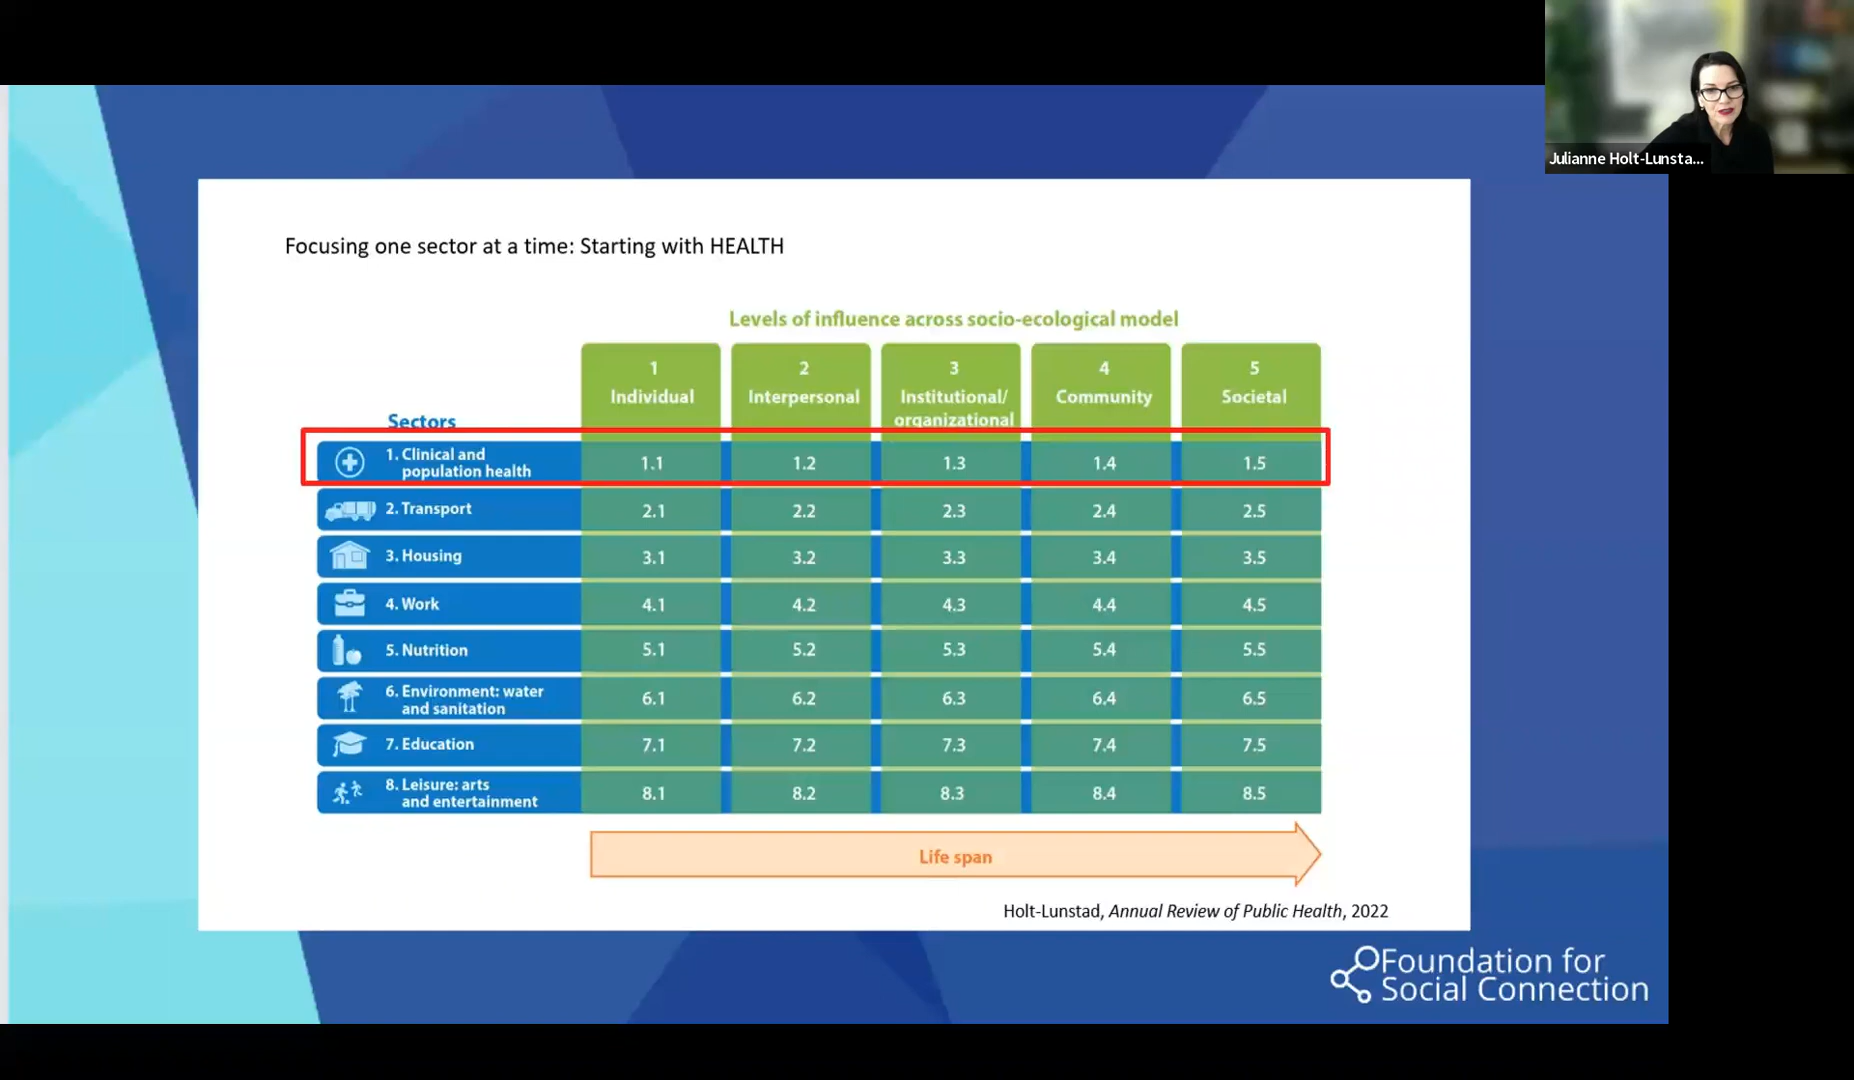 Julianne Holt-Lunsta...
Focusing one sector at a time: Starting with HEALTH
Levels of influence across socio-ecological model
Sectors
1
Individual
2
Interpersonal
3
Institutional/
organizational
4
Community
5
Societal
1. Clinical and
population health
1.1 1.2 1.3 1.4 1.5
2. Transport 2.1 2.2 2.3 2.4 2.5
3. Housing 3.1 3.2 3.3 3.4 3.5
4. Work 4.1 4.2 4.3 4.4 4.5
5. Nutrition 5.1 5.2 5.3 5.4 5.5
6. Environment: water
and sanitation
6.1 6.2 6.3 6.4 6.5
7. Education 7.1 7.2 7.3 7.4 7.5
8. Leisure: arts
and entertainment
8.1 8.2 8.3 8.4 8.5
Life span
Holt-Lunstad, Annual Review of Public Health, 2022
Foundation for
Social Connection